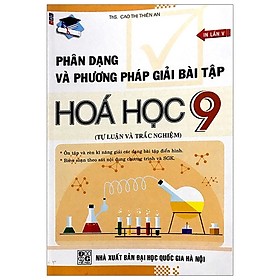 ThS. CAO THỊ THIÊN AN
IN LẦN V
PHÂN DẠNG
VÀ PHƯƠNG PHÁP GIẢI BÀI TẬP
HOÁ HỌC 9
(TỰ LUẬN VÀ TRẮC NGHIỆM)
* Ôn tập và rèn kĩ năng giải các dạng bài tập điển hình.
* Biên soạn theo sát nội dung chương trình và SGK.
NHÀ XUẤT BẢN ĐẠI HỌC QUỐC GIA HÀ NỘI